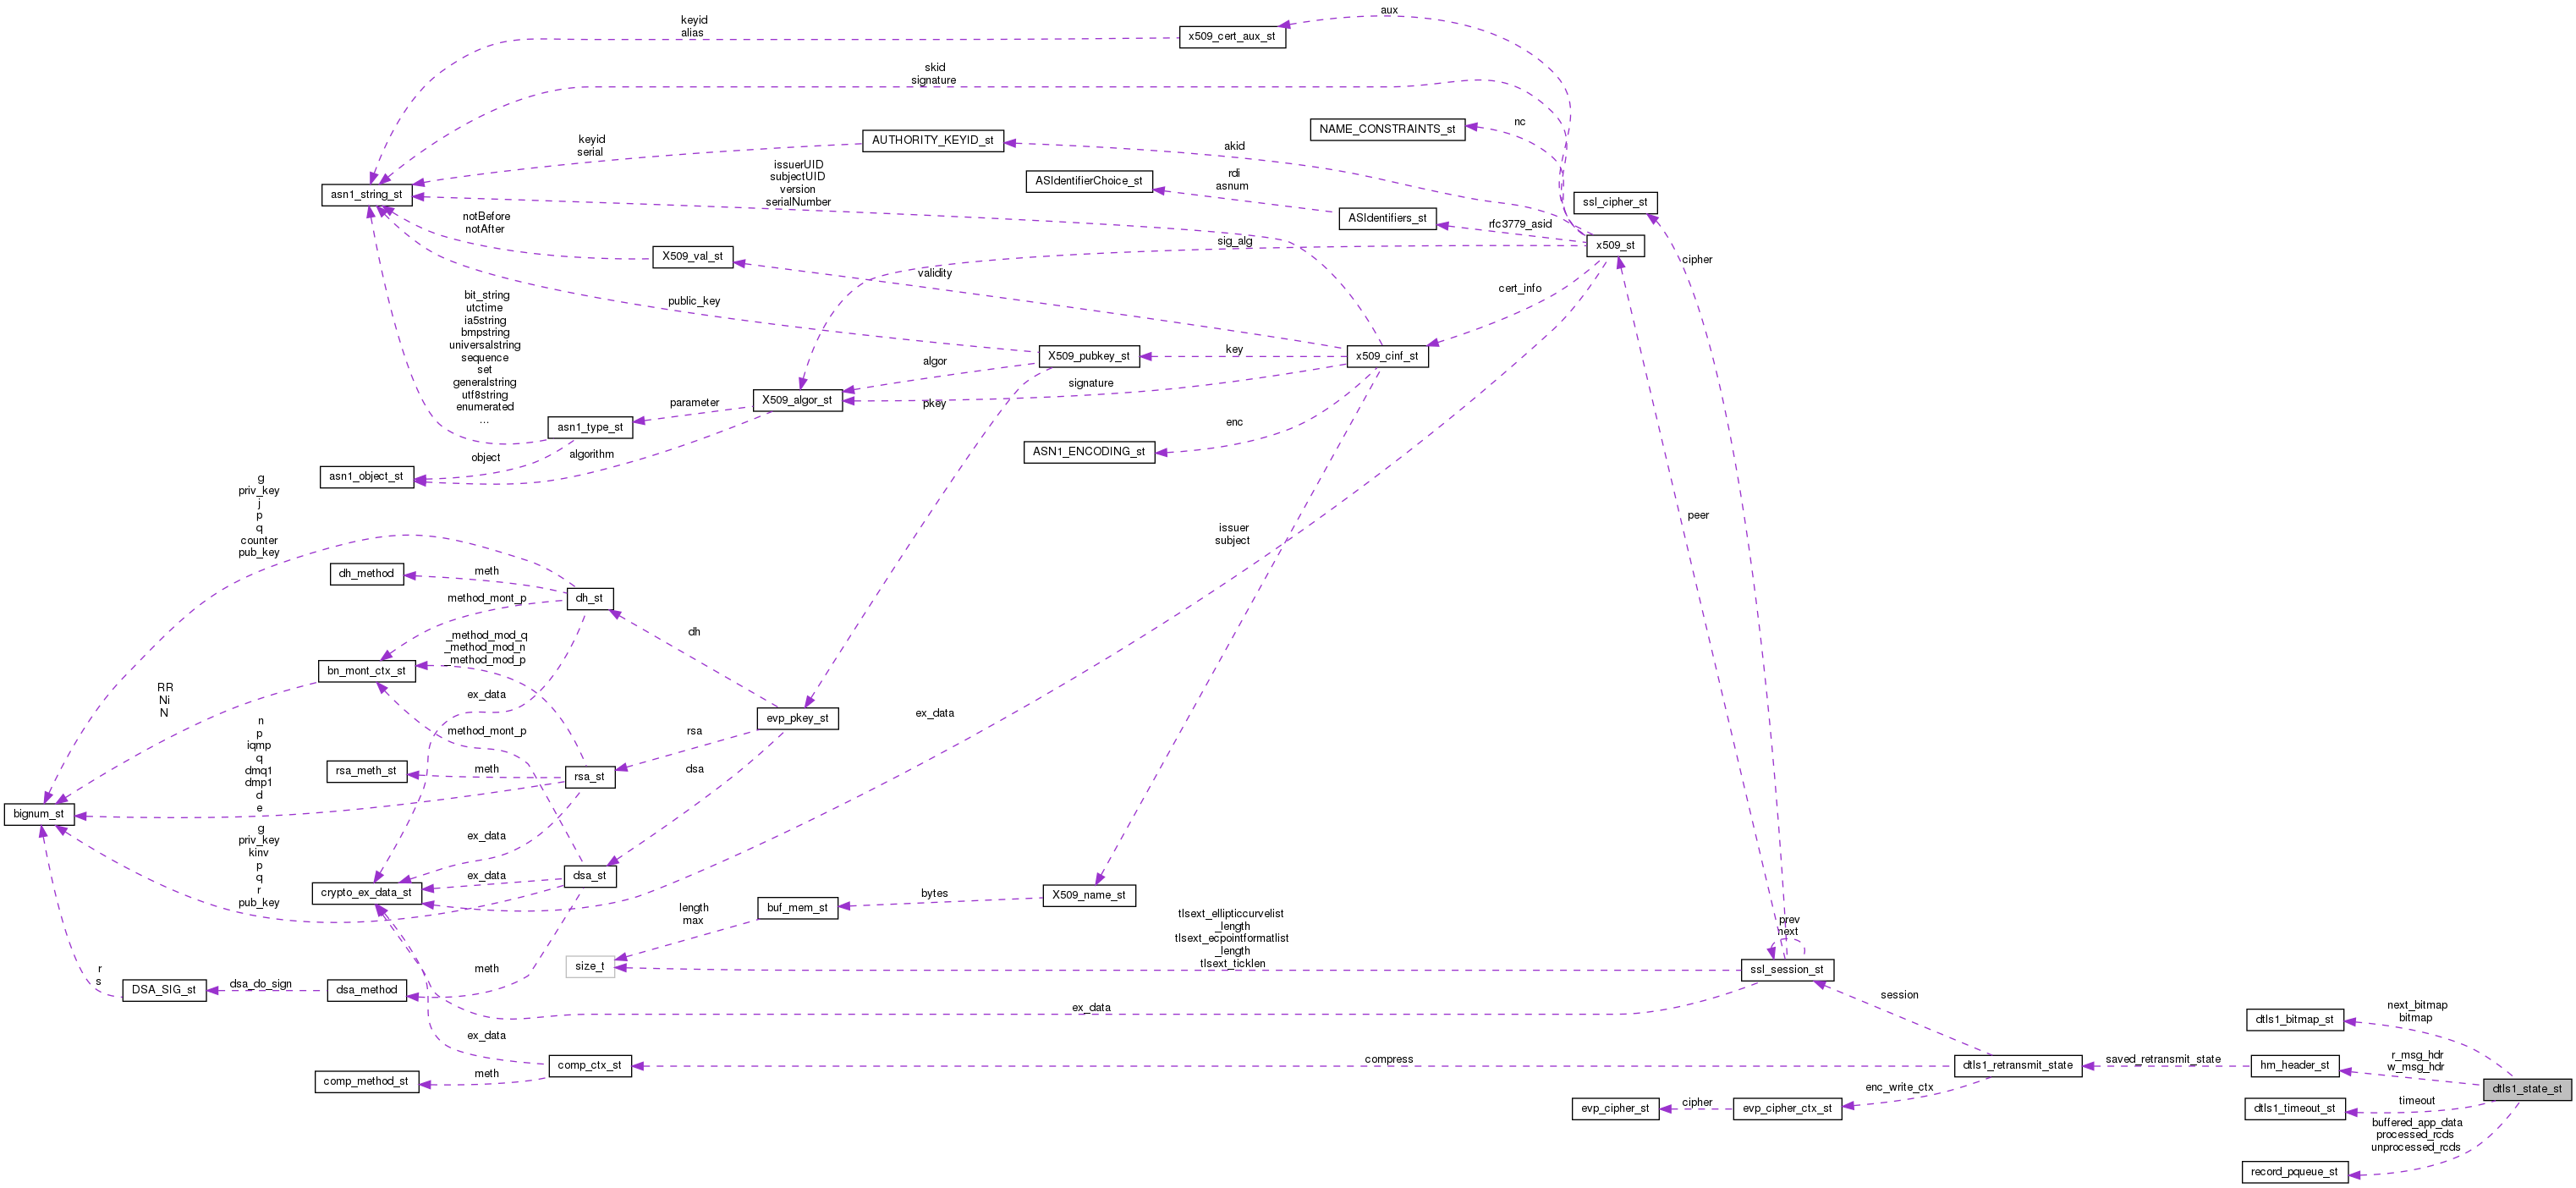 aux
keyid
alias
x509_cert_aux_st
skid
signature
NAME_CONSTRAINTS_st
nc
keyid
serial
AUTHORITY_KEYID_st
akid
issuerUID
subjectUID
version
serialNumber
ASIdentifierChoice_st
rdi
asnum
asn1_string_st
ssl_cipher_st
ASIdentifiers_st
rfc3779_asid
notBefore
notAfter
sig_alg
x509_st
X509_val_st
cipher
validity
cert_info
public_key
bit_string
utctime
ia5string
bmpstring
universalstring
sequence
set
generalstring
utf8string
enumerated
...
X509_pubkey_st
key
x509_cinf_st
algor
signature
X509_algor_st
parameter
pkey
asn1_type_st
enc
ASN1_ENCODING_st
object
algorithm
asn1_object_st
g
priv_key
j
p
q
counter
pub_key
issuer
subject
peer
dh_method
meth
dh_st
method_mont_p
dh
_method_mod_q
_method_mod_n
_method_mod_p
bn_mont_ctx_st
RR
Ni
N
ex_data
ex_data
evp_pkey_st
method_mont_p
rsa
n
p
iqmp
q
dmq1
dmp1
d
e
rsa_meth_st
meth
rsa_st
dsa
bignum_st
g
priv_key
kinv
p
q
r
pub_key
ex_data
crypto_ex_data_st
ex_data
dsa_st
X509_name_st
bytes
buf_mem_st
length
max
tlsext_ellipticcurvelist
_length
tlsext_ecpointformatlist
_length
tlsext_ticklen
prev
next
size_t
meth
ssl_session_st
r
s
DSA_SIG_st
dsa_do_sign
dsa_method
session
ex_data
next_bitmap
bitmap
dtls1_bitmap_st
ex_data
comp_ctx_st
compress
dtls1_retransmit_state
saved_retransmit_state
hm_header_st
r_msg_hdr
w_msg_hdr
comp_method_st
meth
enc_write_ctx
dtls1_state_st
evp_cipher_st
cipher
evp_cipher_ctx_st
dtls1_timeout_st
timeout
buffered_app_data
processed_rcds
unprocessed_rcds
record_pqueue_st